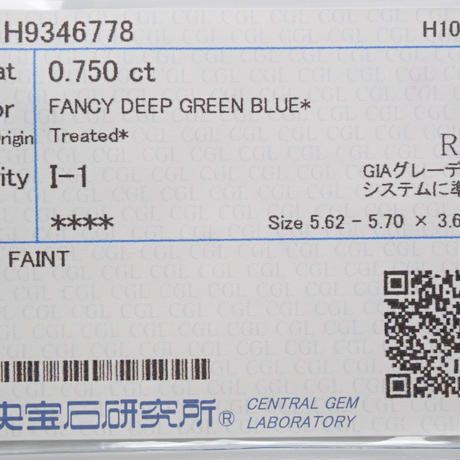 H9346778 H10
at 0.750 ct
or FANCY DEEP GREEN BLUE*
Origin Treated*
ity I-1
GIAグレーデ
システムに準
**** Size 5.62 - 5.70 × 3.6
FAINT
央宝石研究所® CENTRAL GEM
LABORATORY